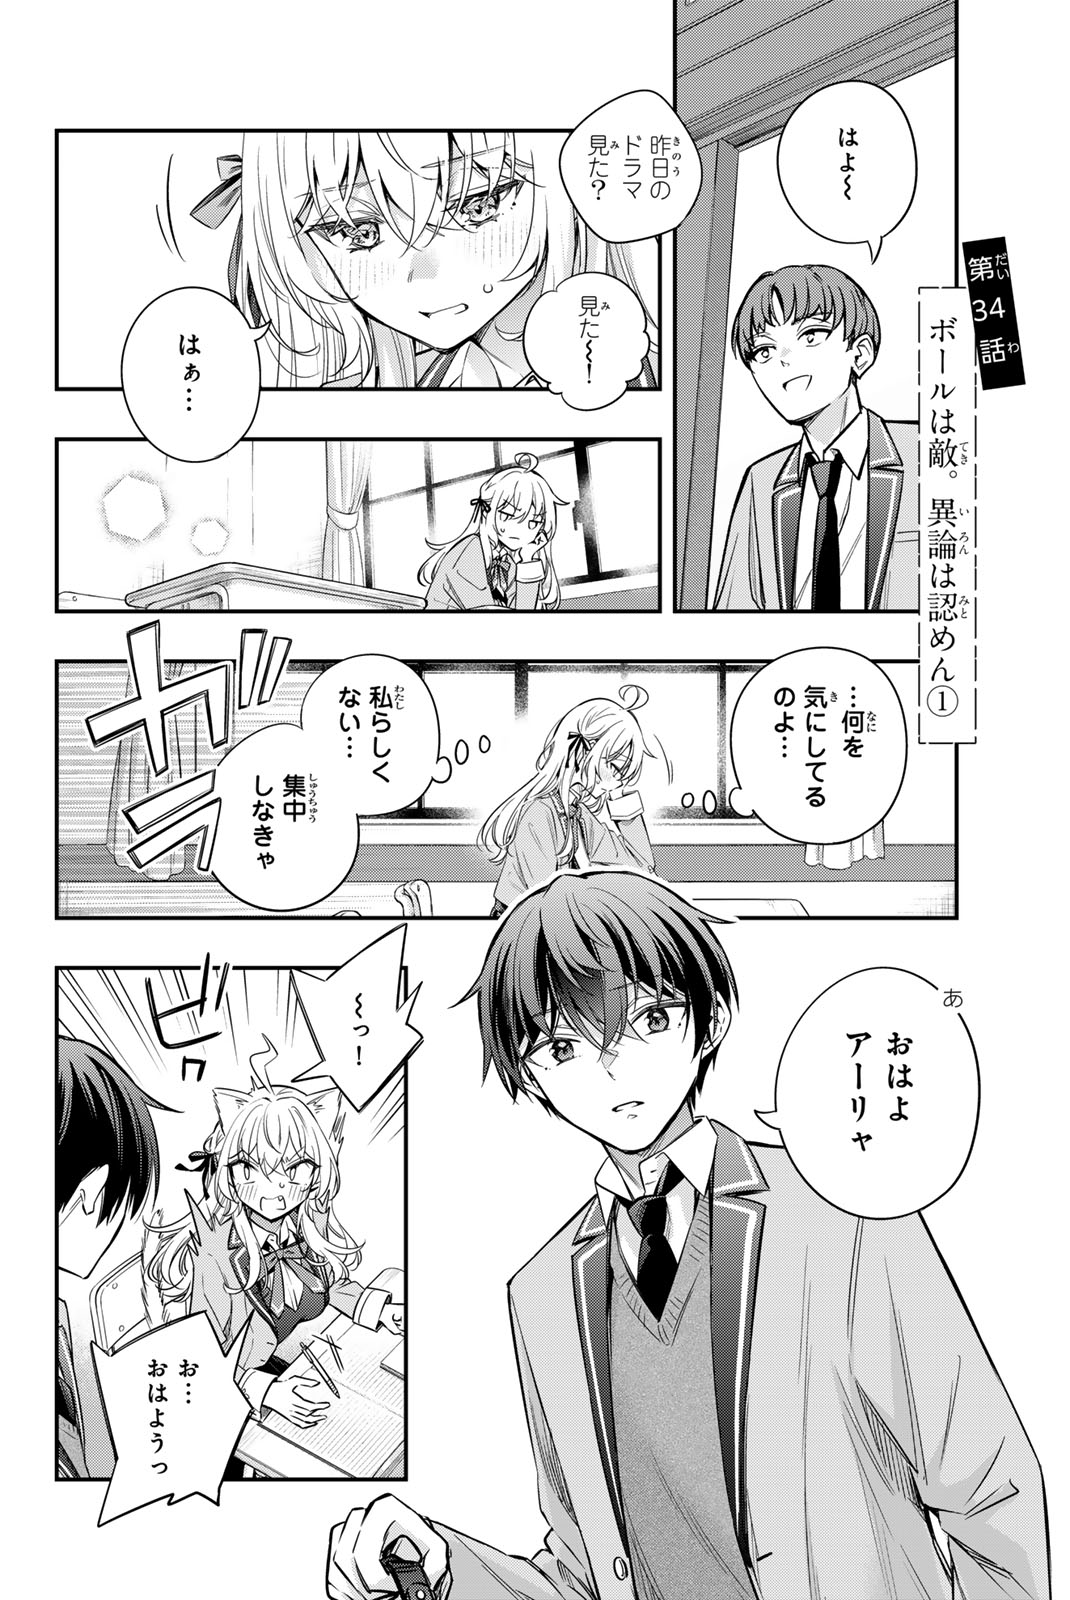 第34話
ボールは敵。異論は認めん①
はよ〜
昨日の
ドラマ
見た?
見た〜!
はぁ…
…何を
気にしてる
のよ…
私らしく
ない…
集中
しなきゃ
ガラッ
あ
おはよ
アーリャ
ビクッ
〜っ!
お…
おはようっ